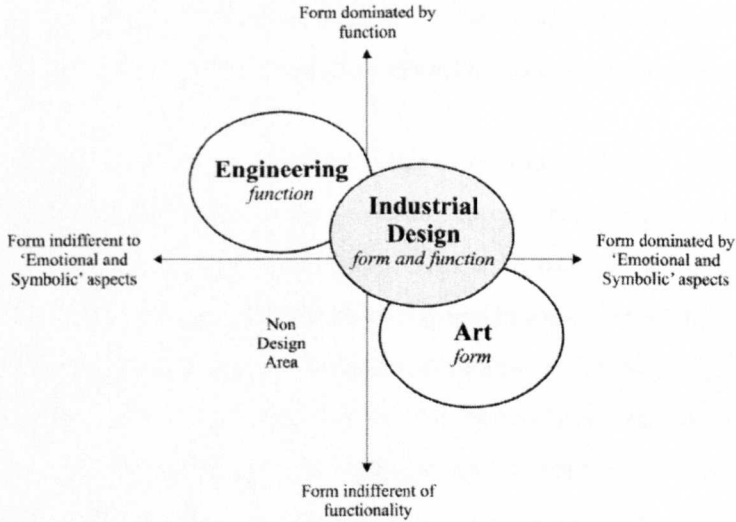 Form dominated by
function
Engineering
function
Industrial
Design
form and function
Form indifferent to
‘Emotional and
Symbolic’ aspects
Form dominated by
‘Emotional and
Symbolic’ aspects
Non
Design
Area
Art
form
Form indifferent of
functionality